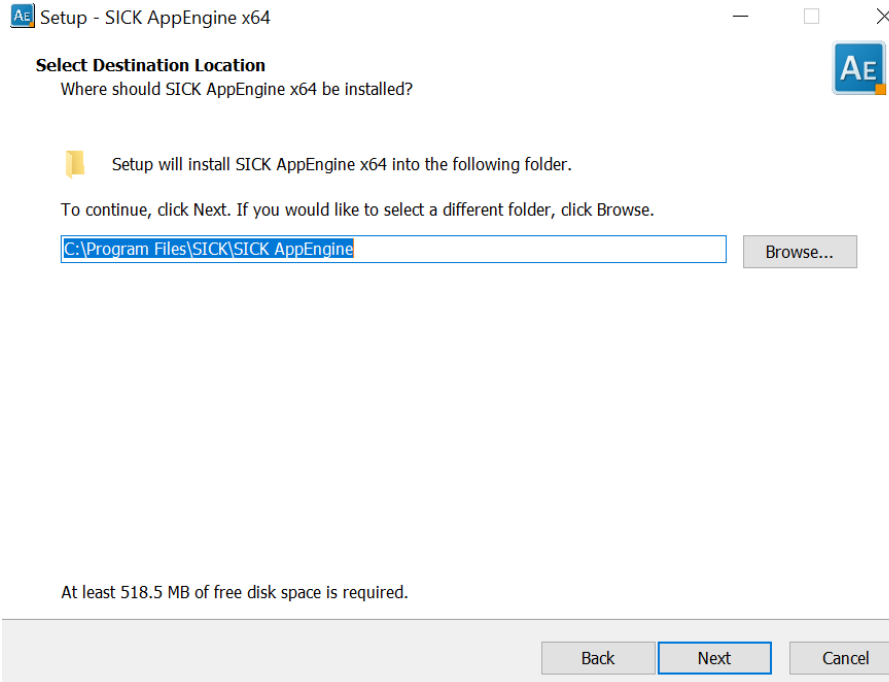 AE Setup - SICK AppEngine x64
Select Destination Location
Where should SICK AppEngine x64 be installed?
AE
Setup will install SICK AppEngine x64 into the following folder.
To continue, click Next. If you would like to select a different folder, click Browse.
C:\Program Files\SICK\SICK AppEngine
Browse...
At least 518.5 MB of free disk space is required.
Back Next Cancel